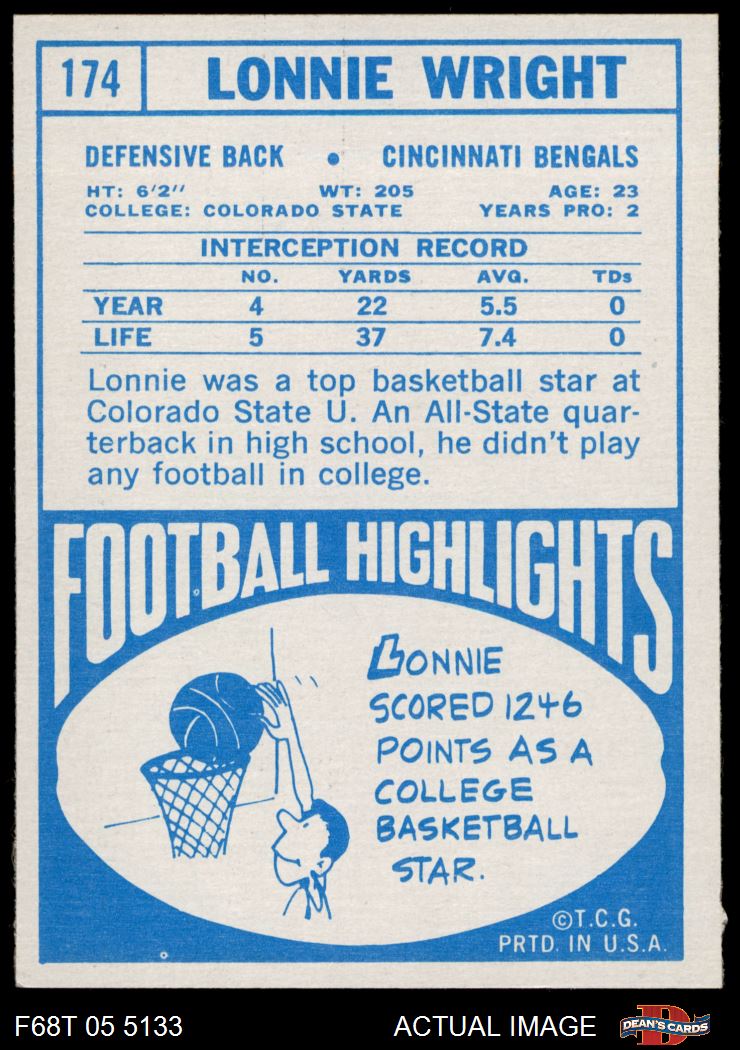 174 LONNIE WRIGHT
DEFENSIVE BACK • CINCINNATI BENGALS
HT: 6'2'' WT: 205 AGE: 23
COLLEGE: COLORADO STATE YEARS PRO: 2
INTERCEPTION RECORD
NO. YARDS AVG. TDs
YEAR 4 22 5.5 0
LIFE 5 37 7.4 0
Lonnie was a top basketball star at
Colorado State U. An All-State quar-
terback in high school, he didn't play
any football in college.
FOOTBALL HIGHLIGHTS
LONNIE
SCORED 1246
POINTS AS A
COLLEGE
BASKETBALL
STAR.
©T.C.G.
PRTD. IN U.S.A.
F68T 05 5133 ACTUAL IMAGE D DEAN'S CARDS